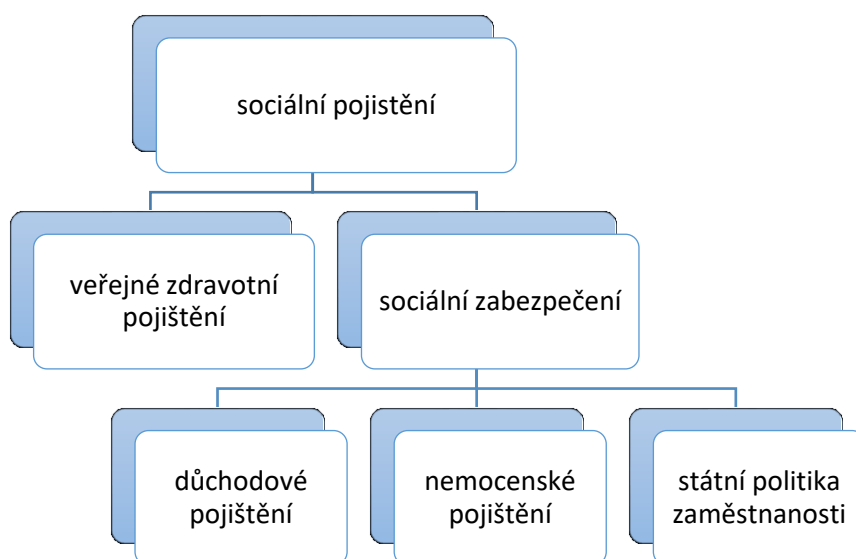 sociální pojistění
veřejné zdravotní
pojištění
sociální zabezpečení
důchodové
pojištění
nemocenské
pojištění
státní politika
zaměstnanosti